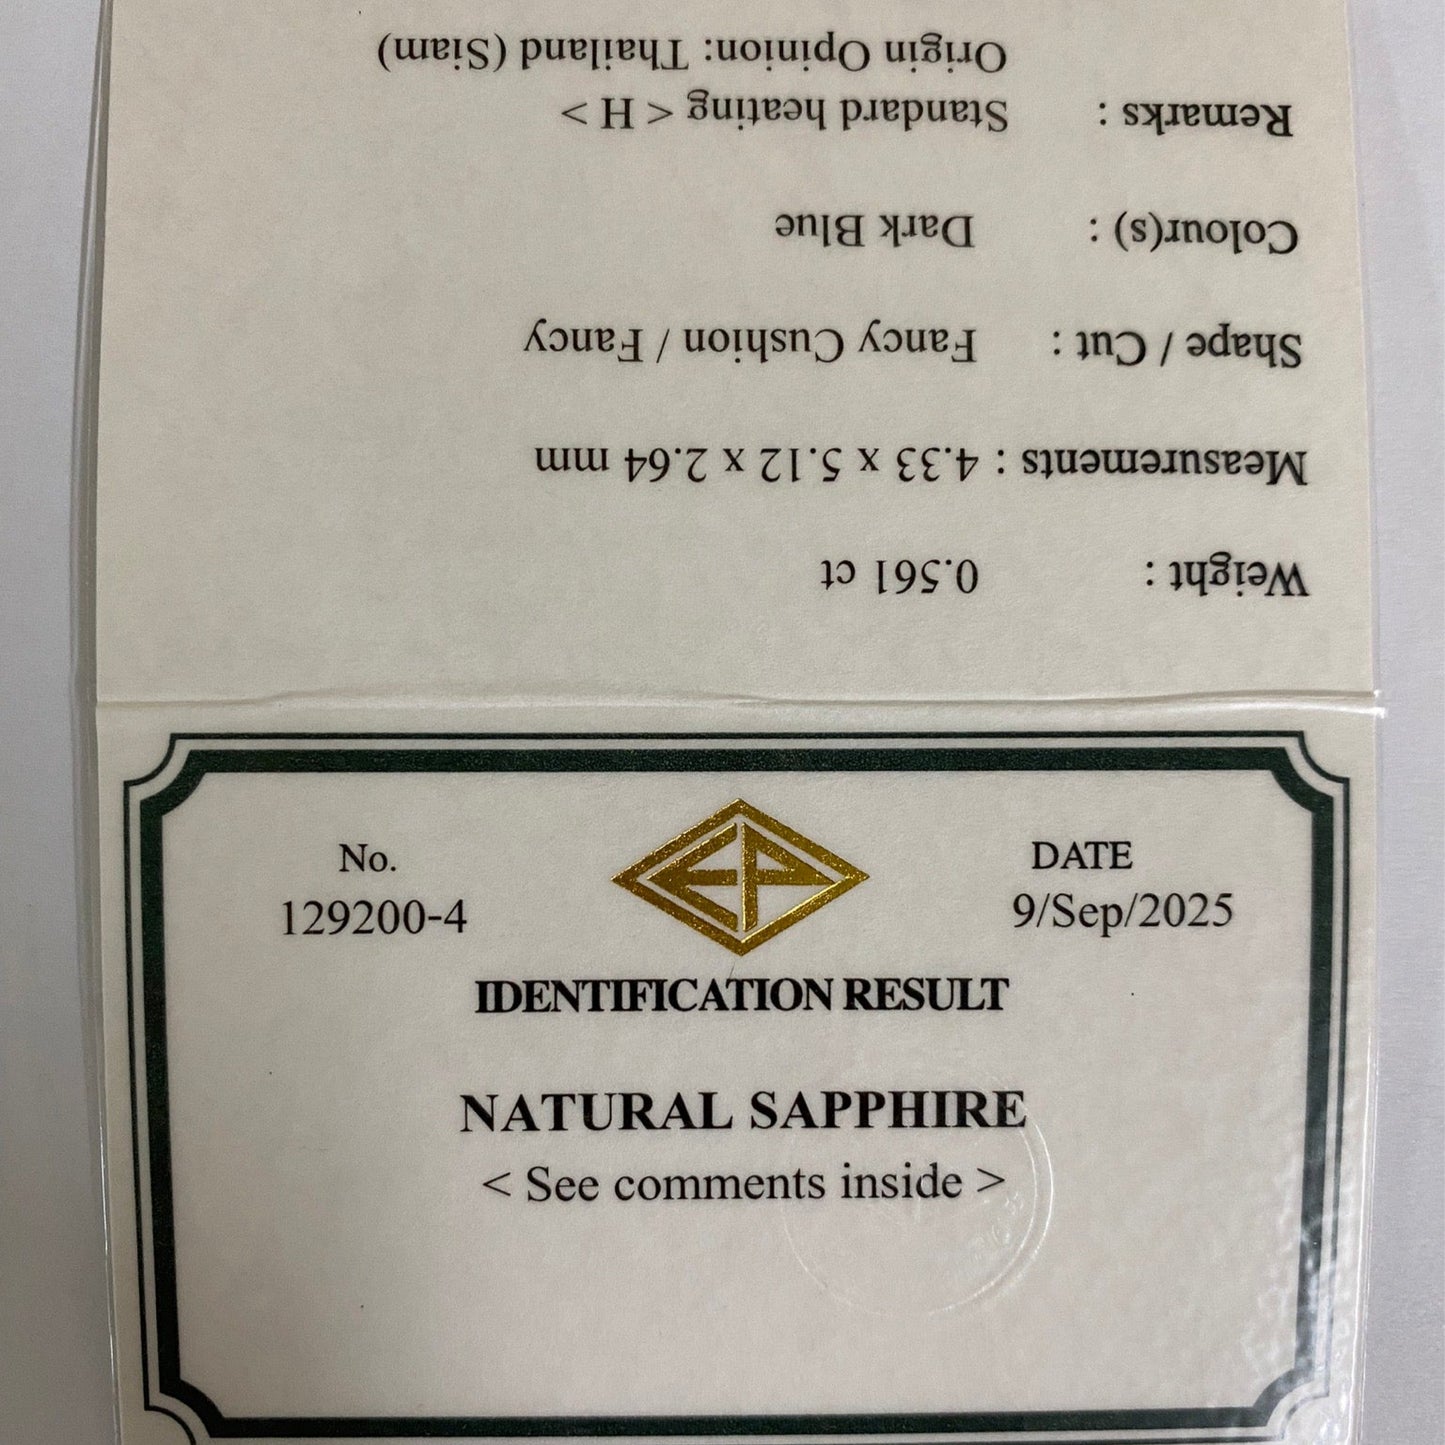 No.
129200-4
EP
DATE
9/Sep/2025
IDENTIFICATION RESULT
NATURAL SAPPHIRE
< See comments inside >
Weight : 0.561 ct
Measurements : 4.33 x 5.12 x 2.64 mm
Shape / Cut : Fancy Cushion / Fancy
Colour(s) : Dark Blue
Remarks : Standard heating < H >
Origin Opinion: Thailand (Siam)